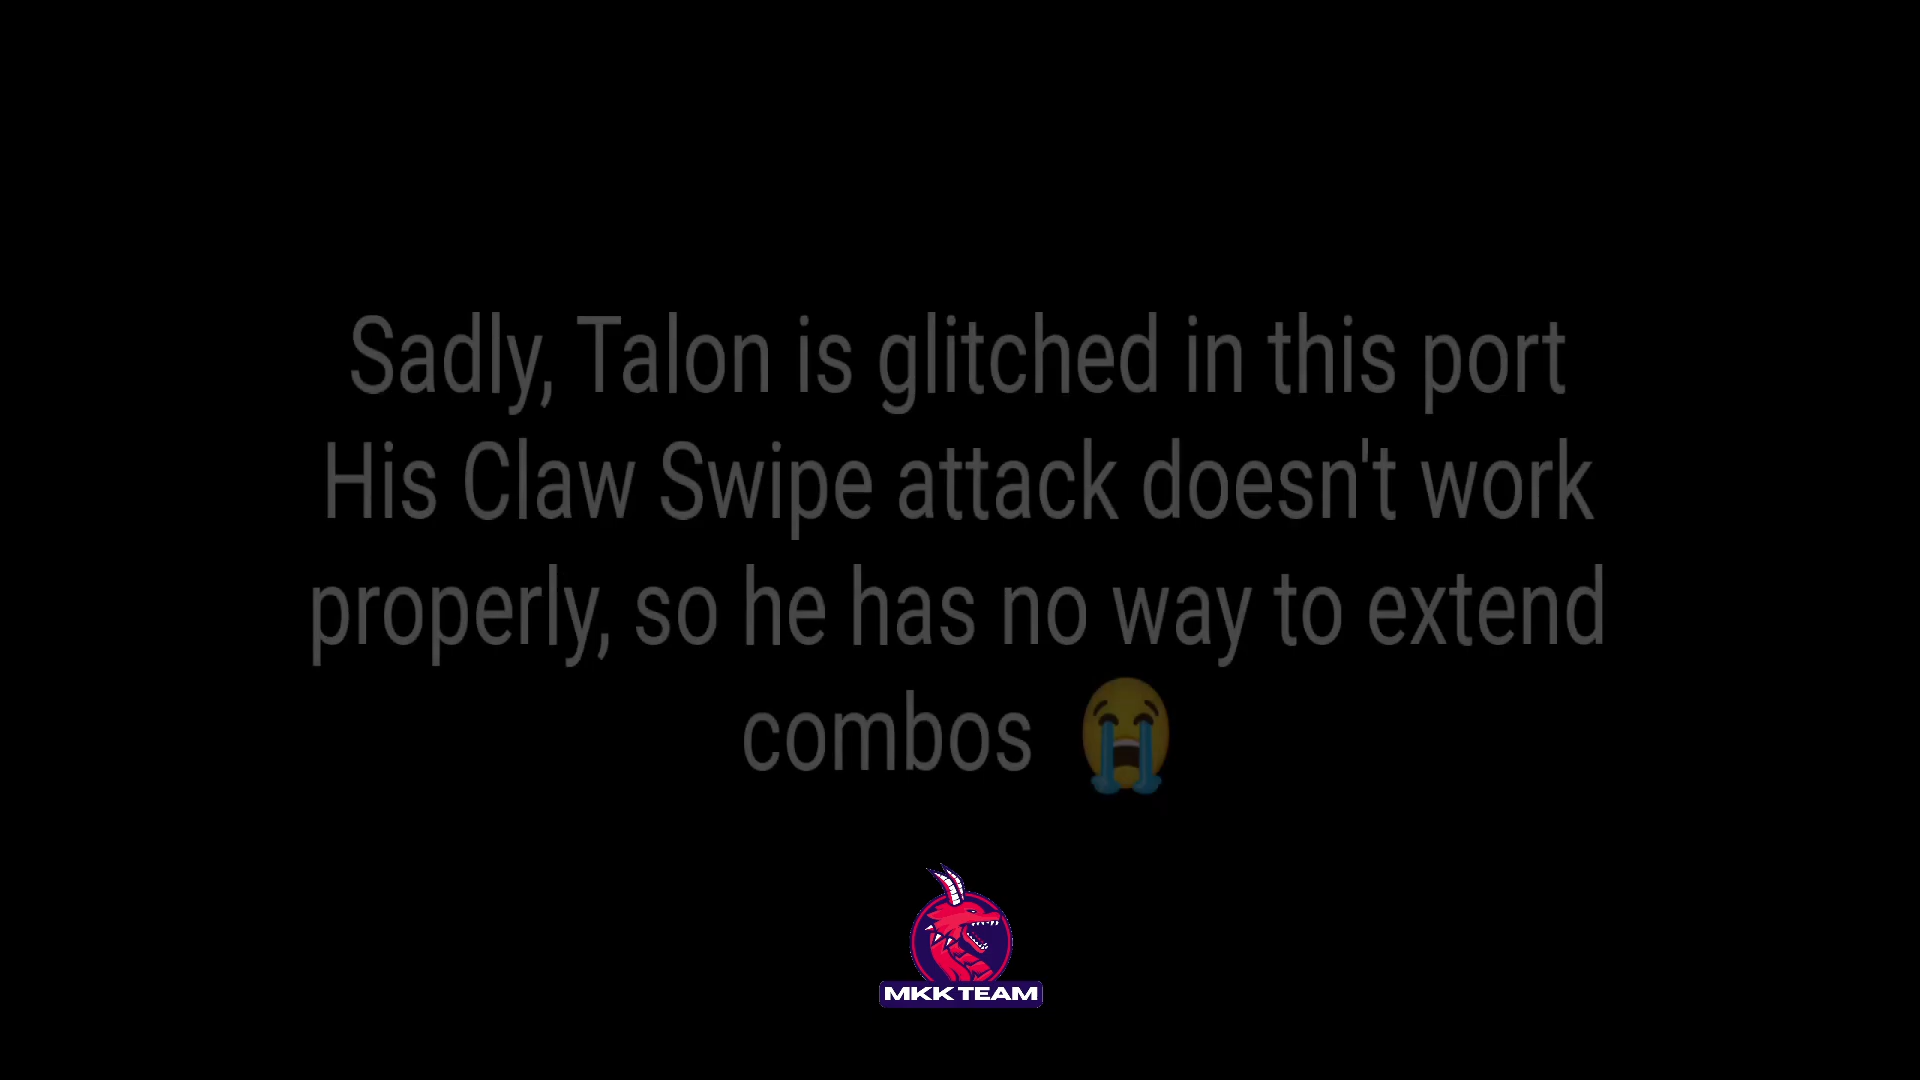 Sadly, Talon is glitched in this port
His Claw Swipe attack doesn't work
properly, so he has no way to extend
combos 😭
MKK TEAM